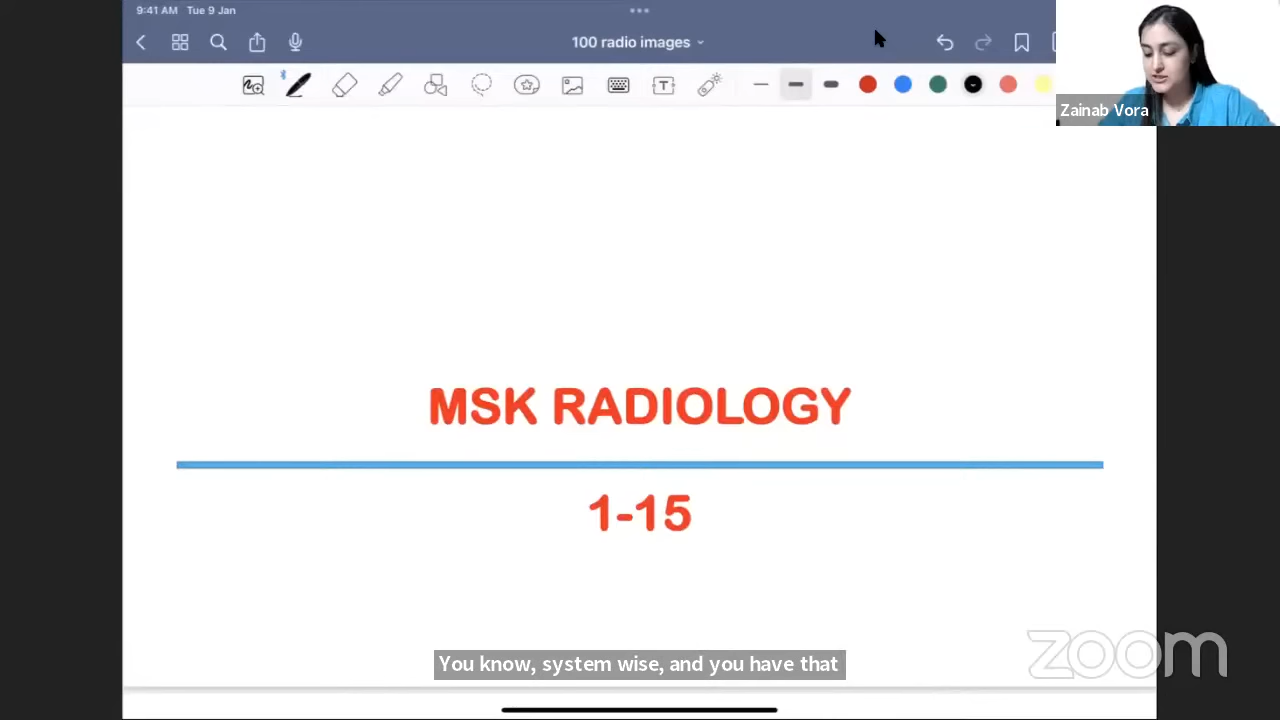 9:41 AM Tue 9 Jan
100 radio images
T
Zainab Vora
MSK RADIOLOGY
1-15
You know, system wise, and you have that
zoom